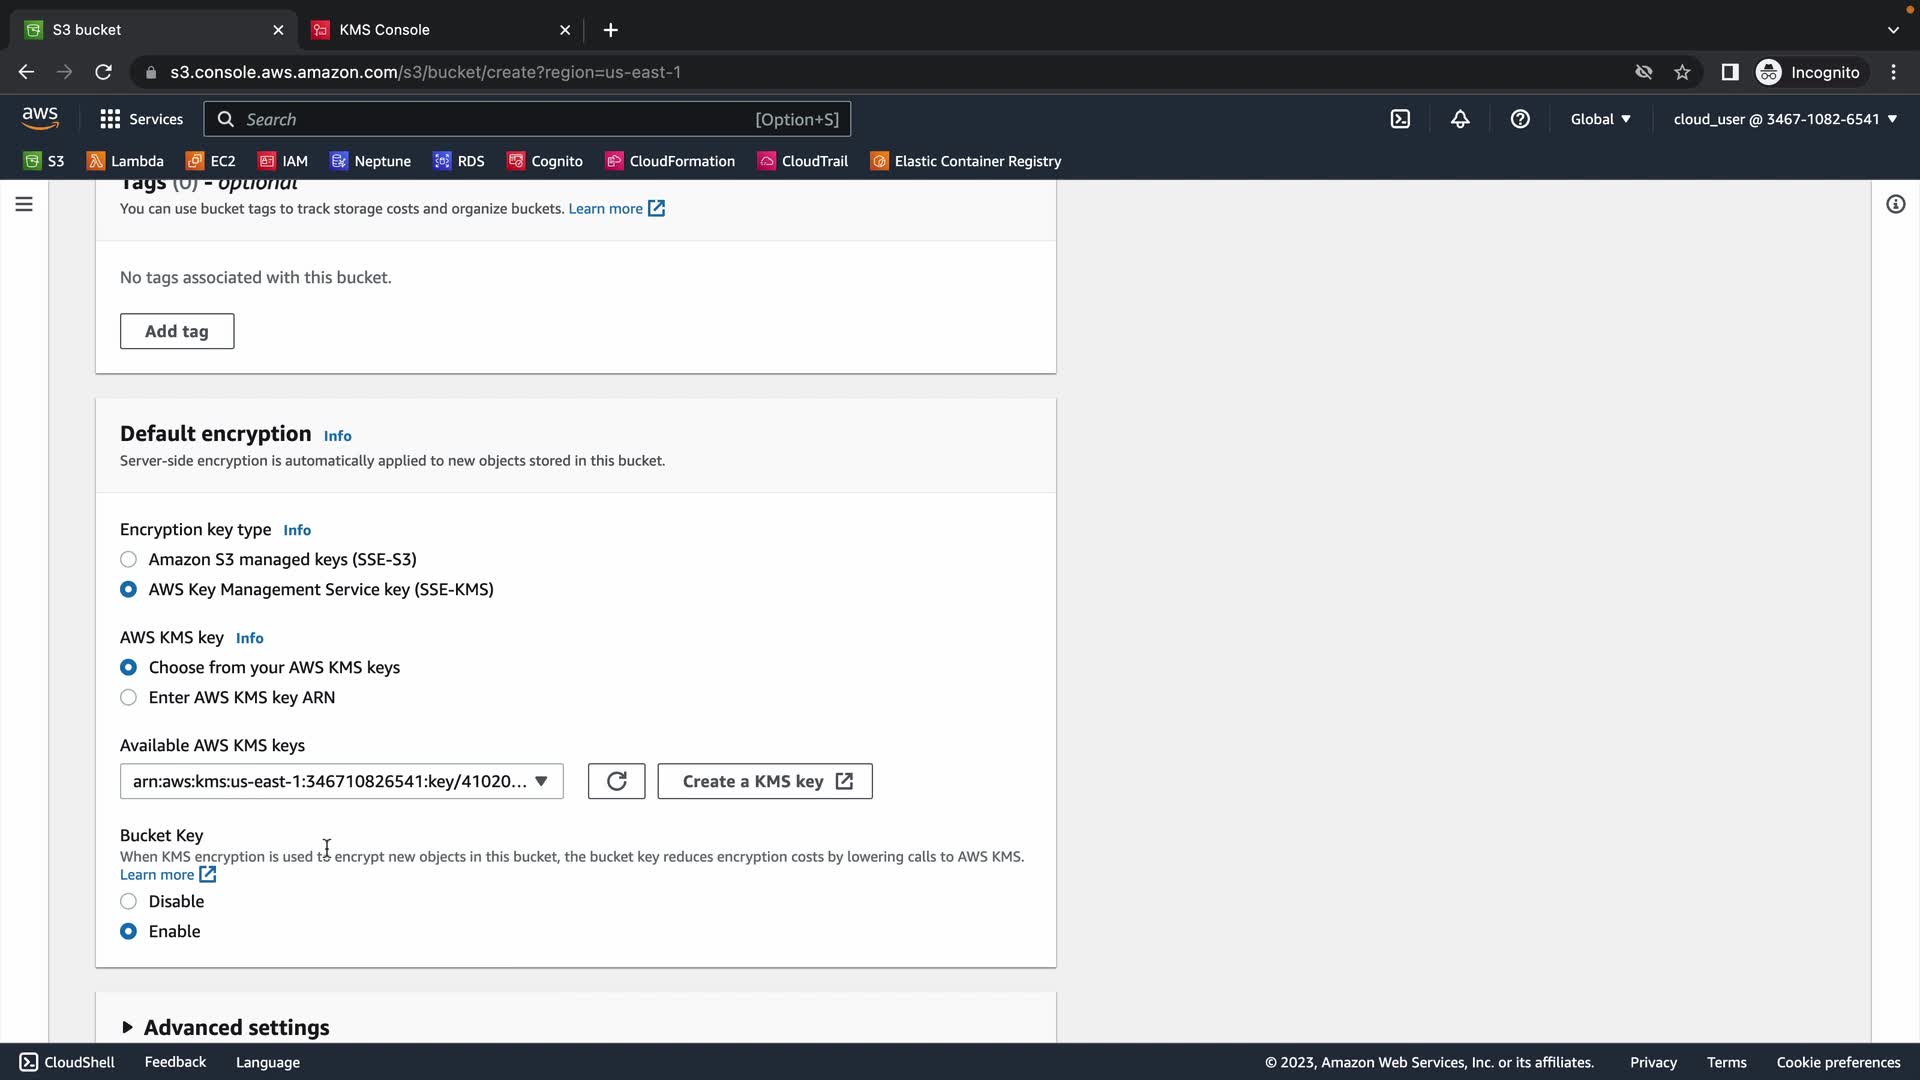 S3 bucket
KMS Console
s3.console.aws.amazon.com/s3/bucket/create?region=us-east-1
Incognito
aws
Services
Search
[Option+S]
Global
cloud_user @ 3467-1082-6541
S3
Lambda
EC2
IAM
Neptune
RDS
Cognito
CloudFormation
CloudTrail
Elastic Container Registry
Tags (0) - optional
You can use bucket tags to track storage costs and organize buckets. Learn more
No tags associated with this bucket.
Add tag
Default encryption Info
Server-side encryption is automatically applied to new objects stored in this bucket.
Encryption key type Info
Amazon S3 managed keys (SSE-S3)
AWS Key Management Service key (SSE-KMS)
AWS KMS key Info
Choose from your AWS KMS keys
Enter AWS KMS key ARN
Available AWS KMS keys
arn:aws:kms:us-east-1:346710826541:key/41020...
Create a KMS key
Bucket Key
When KMS encryption is used to encrypt new objects in this bucket, the bucket key reduces encryption costs by lowering calls to AWS KMS.
Learn more
Disable
Enable
Advanced settings
CloudShell
Feedback
Language
© 2023, Amazon Web Services, Inc. or its affiliates.
Privacy
Terms
Cookie preferences